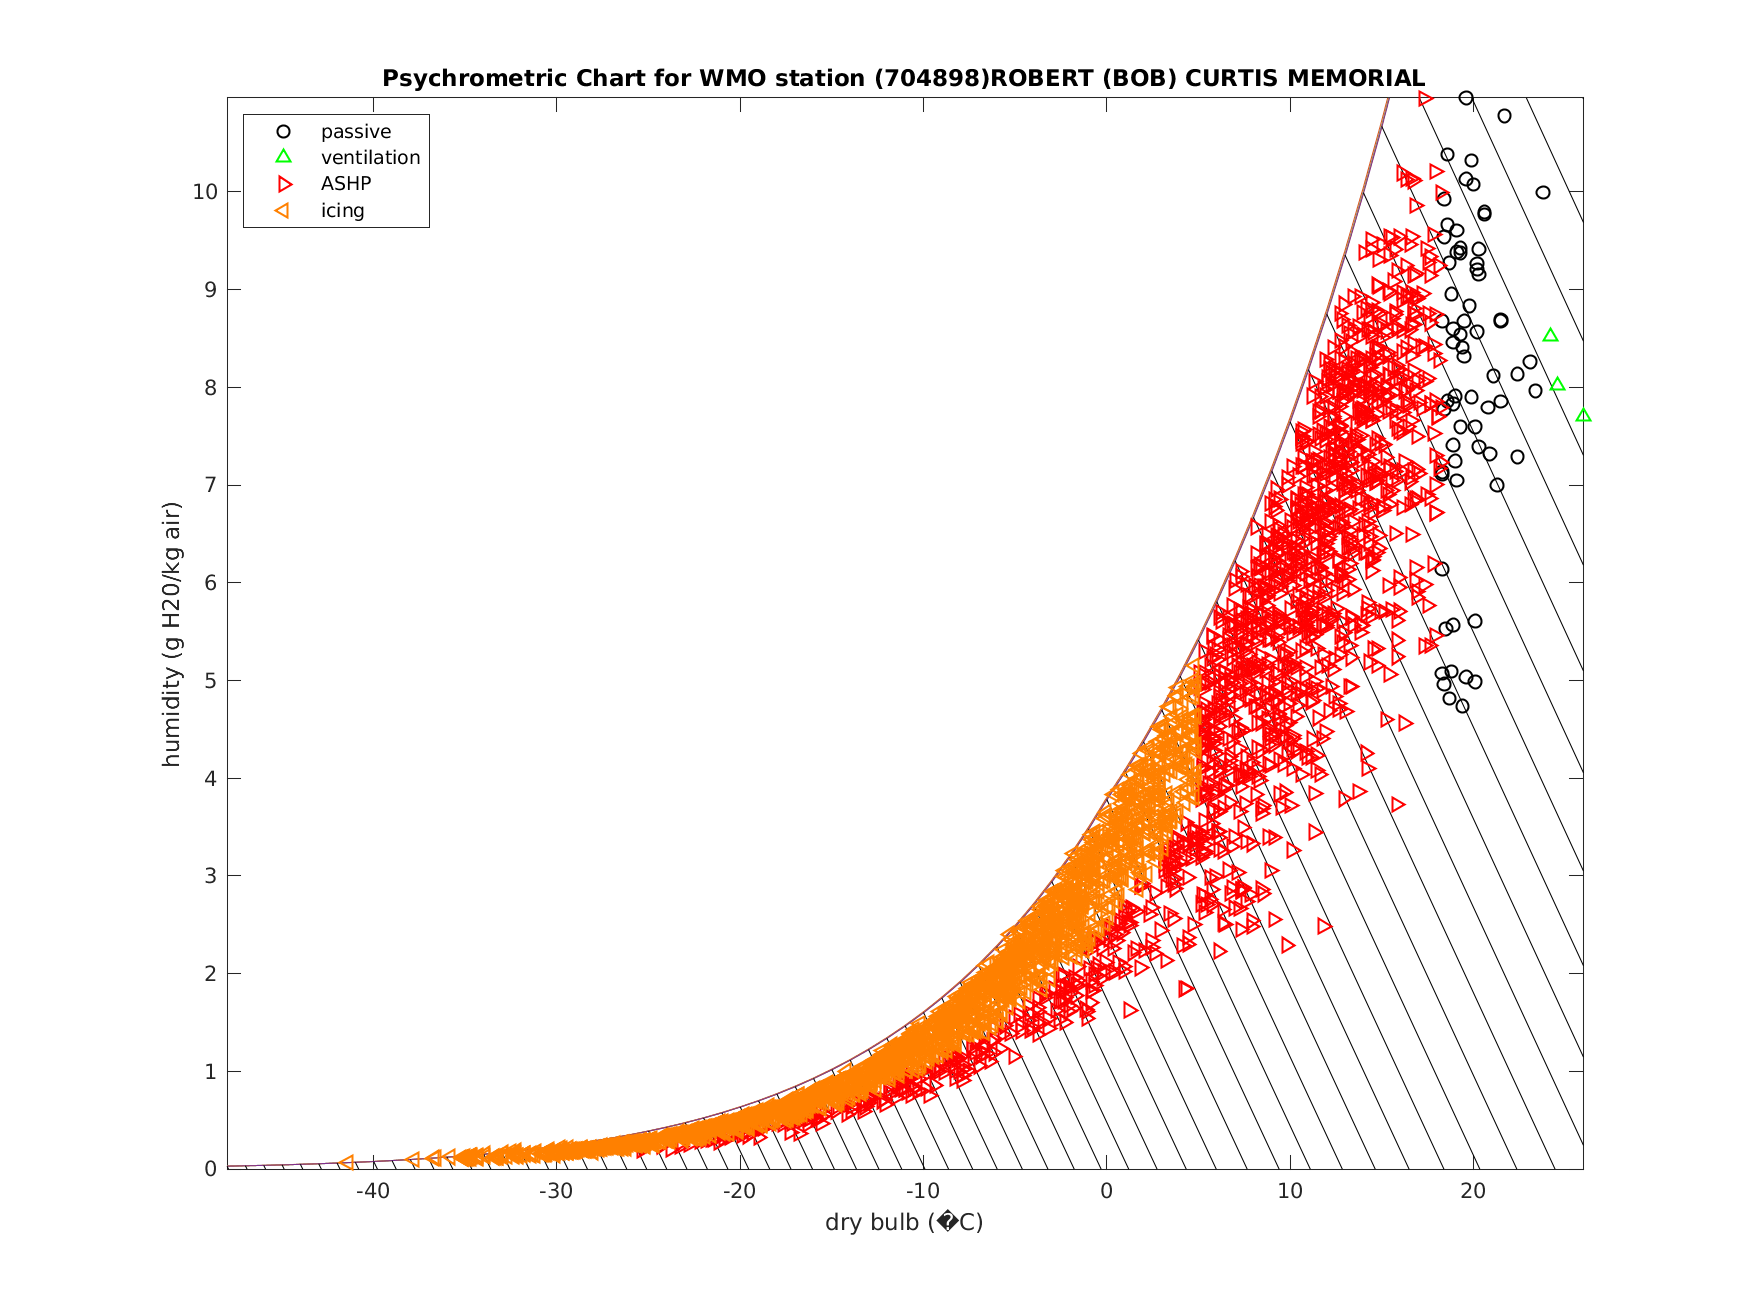 Psychrometric Chart for WMO station (704898)ROBERT (BOB) CURTIS MEMORIAL
passive
ventilation
ASHP
icing
humidity (g H20/kg air)
10
9
8
7
6
5
4
3
2
1
0
-40 -30 -20 -10 0 10 20
dry bulb (�C)